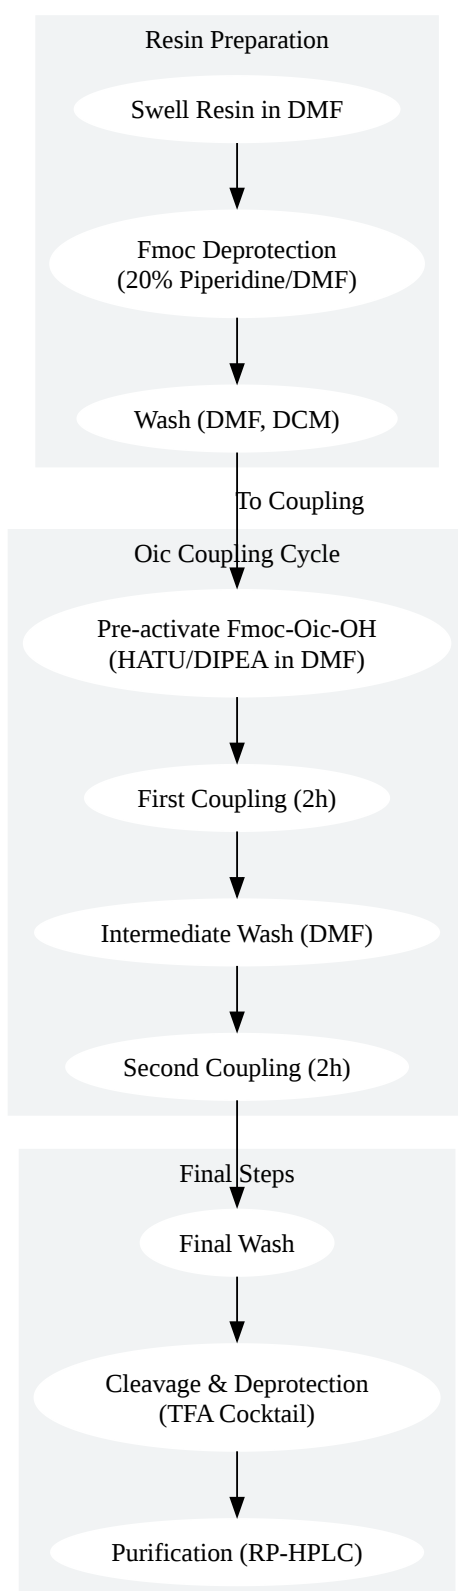 Resin Preparation
Swell Resin in DMF
Fmoc Deprotection
(20% Piperidine/DMF)
Wash (DMF, DCM)
To Coupling
Oic Coupling Cycle
Pre-activate Fmoc-Oic-OH
(HATU/DIPEA in DMF)
First Coupling (2h)
Intermediate Wash (DMF)
Second Coupling (2h)
Final Steps
Final Wash
Cleavage & Deprotection
(TFA Cocktail)
Purification (RP-HPLC)